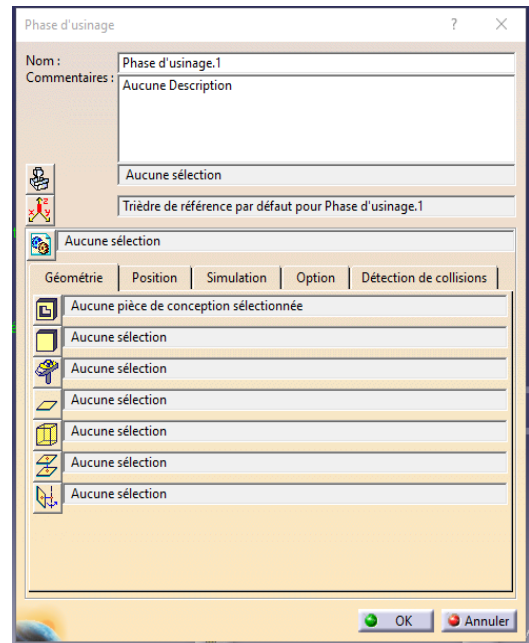 Phase d'usinage ? ×
Nom : Phase d'usinage.1
Commentaires : Aucune Description
Aucune sélection
Trièdre de référence par défaut pour Phase d'usinage.1
Aucune sélection
Géométrie Position Simulation Option Détection de collisions
Aucune pièce de conception sélectionnée
Aucune sélection
Aucune sélection
Aucune sélection
Aucune sélection
Aucune sélection
Aucune sélection
OK Annuler